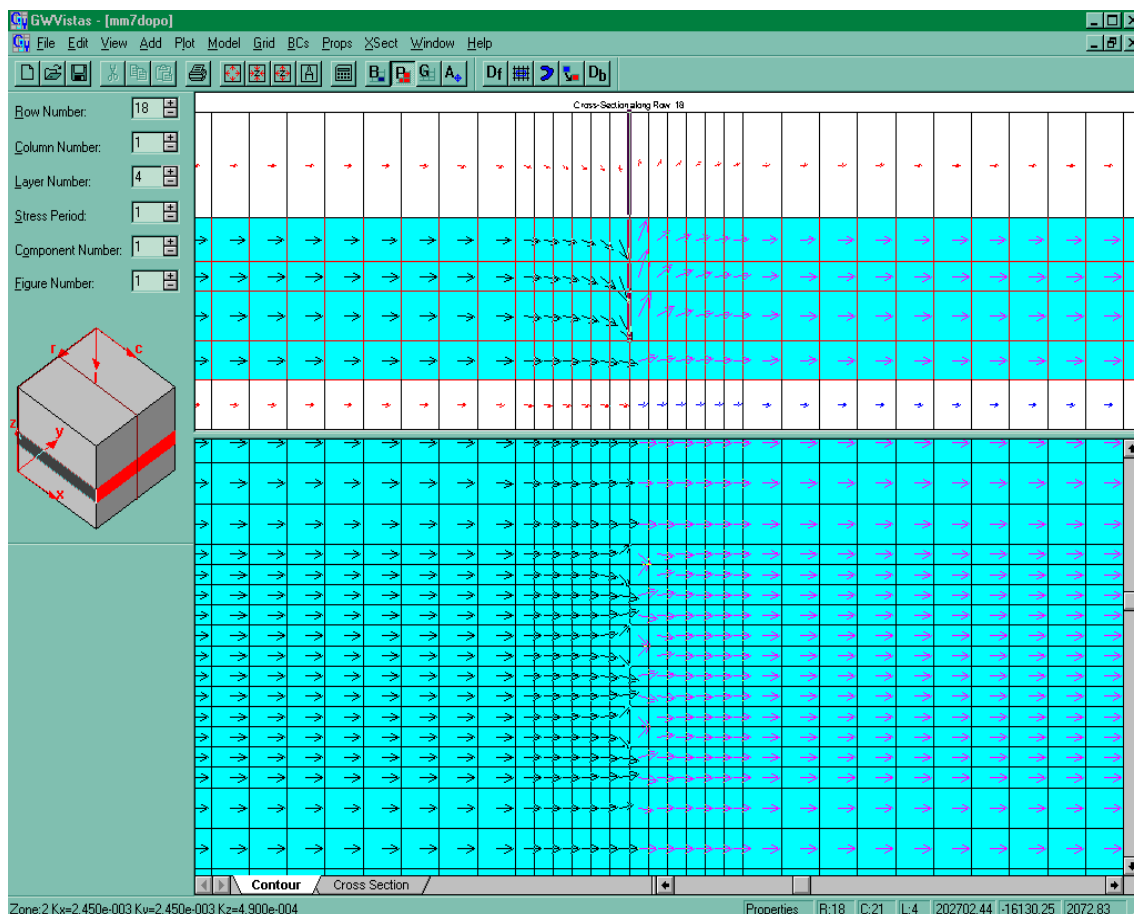 GWVistas - [mm7dopo]
File Edit View Add Plot Model Grid BCs Props XSect Window Help
B P G A Df Db
Row Number: 18
Column Number: 1
Layer Number: 4
Stress Period: 1
Component Number: 1
Figure Number: 1
Cross-Section along Row 18
r c
z y
x
Contour Cross Section
Zone:2 Kx=2.450e-003 Ky=2.450e-003 Kz=4.900e-004 Properties R:18 C:21 L:4 202702.44 -16130.25 2072.83